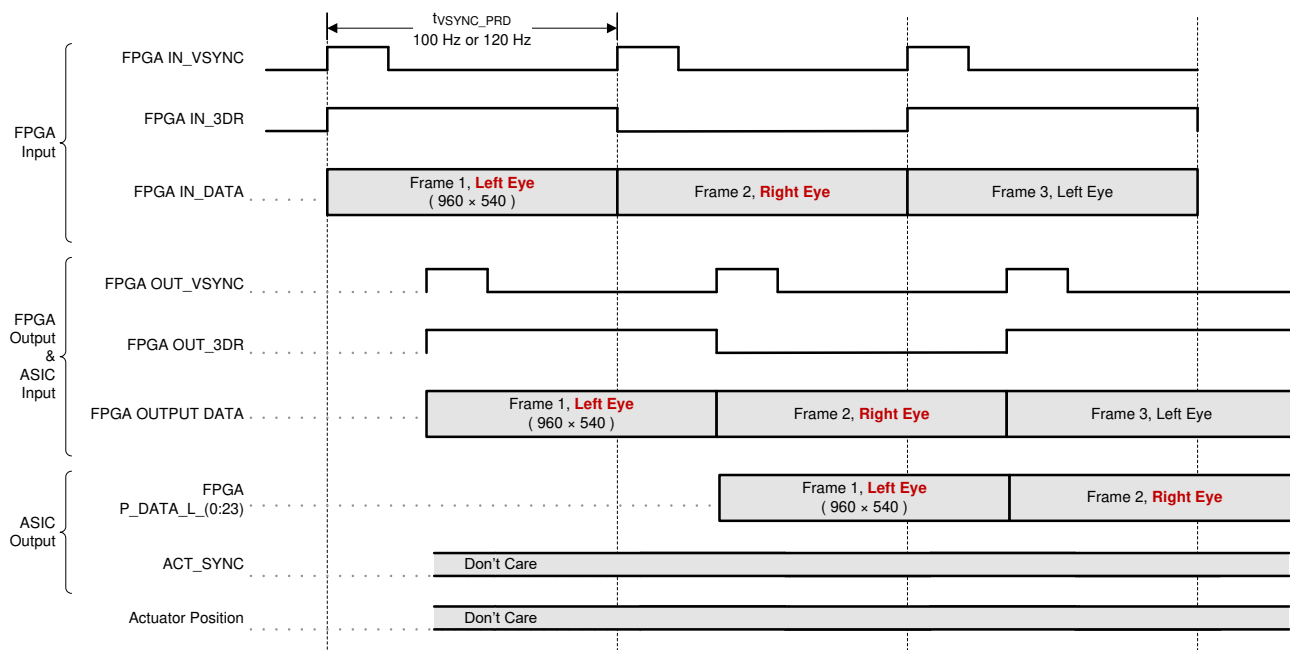 tVSYNC_PRD
100 Hz or 120 Hz
FPGA IN_VSYNC
FPGA IN_3DR
FPGA
Input
FPGA IN_DATA
Frame 1, Left Eye
( 960 × 540 )
Frame 2, Right Eye
Frame 3, Left Eye
FPGA OUT_VSYNC
FPGA
Output
&
ASIC
Input
FPGA OUT_3DR
FPGA OUTPUT DATA
Frame 1, Left Eye
( 960 × 540 )
Frame 2, Right Eye
Frame 3, Left Eye
FPGA
P_DATA_L_(0:23)
Frame 1, Left Eye
( 960 × 540 )
Frame 2, Right Eye
ASIC
Output
ACT_SYNC
Don’t Care
Actuator Position
Don’t Care